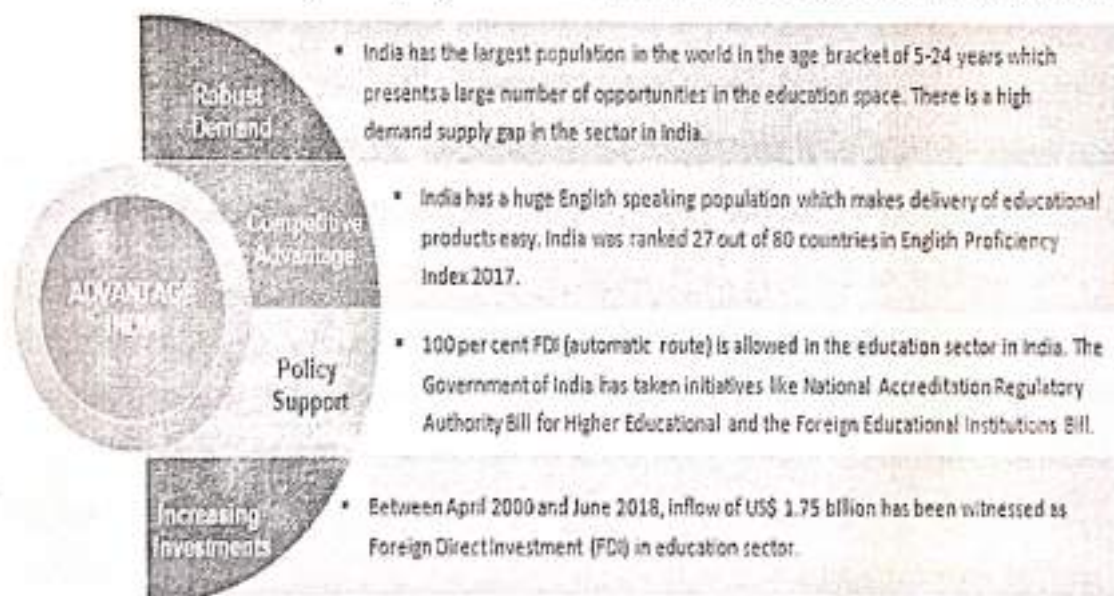 Robust
Demand
India has the largest population in the world in the age bracket of 5-24 years which
presents a large number of opportunities in the education space. There is a high
demand supply gap in the sector in India.
Competitive
Advantage
India has a huge English speaking population which makes delivery of educational
products easy. India was ranked 27 out of 80 countries in English Proficiency
Index 2017.
ADVANTAGE
INDIA
Policy
Support
100 per cent FDI (automatic route) is allowed in the education sector in India. The
Government of India has taken initiatives like National Accreditation Regulatory
Authority Bill for Higher Educational and the Foreign Educational Institutions Bill.
Increasing
Investments
Between April 2000 and June 2018, inflow of US$ 1.75 billion has been witnessed as
Foreign Direct Investment (FDI) in education sector.